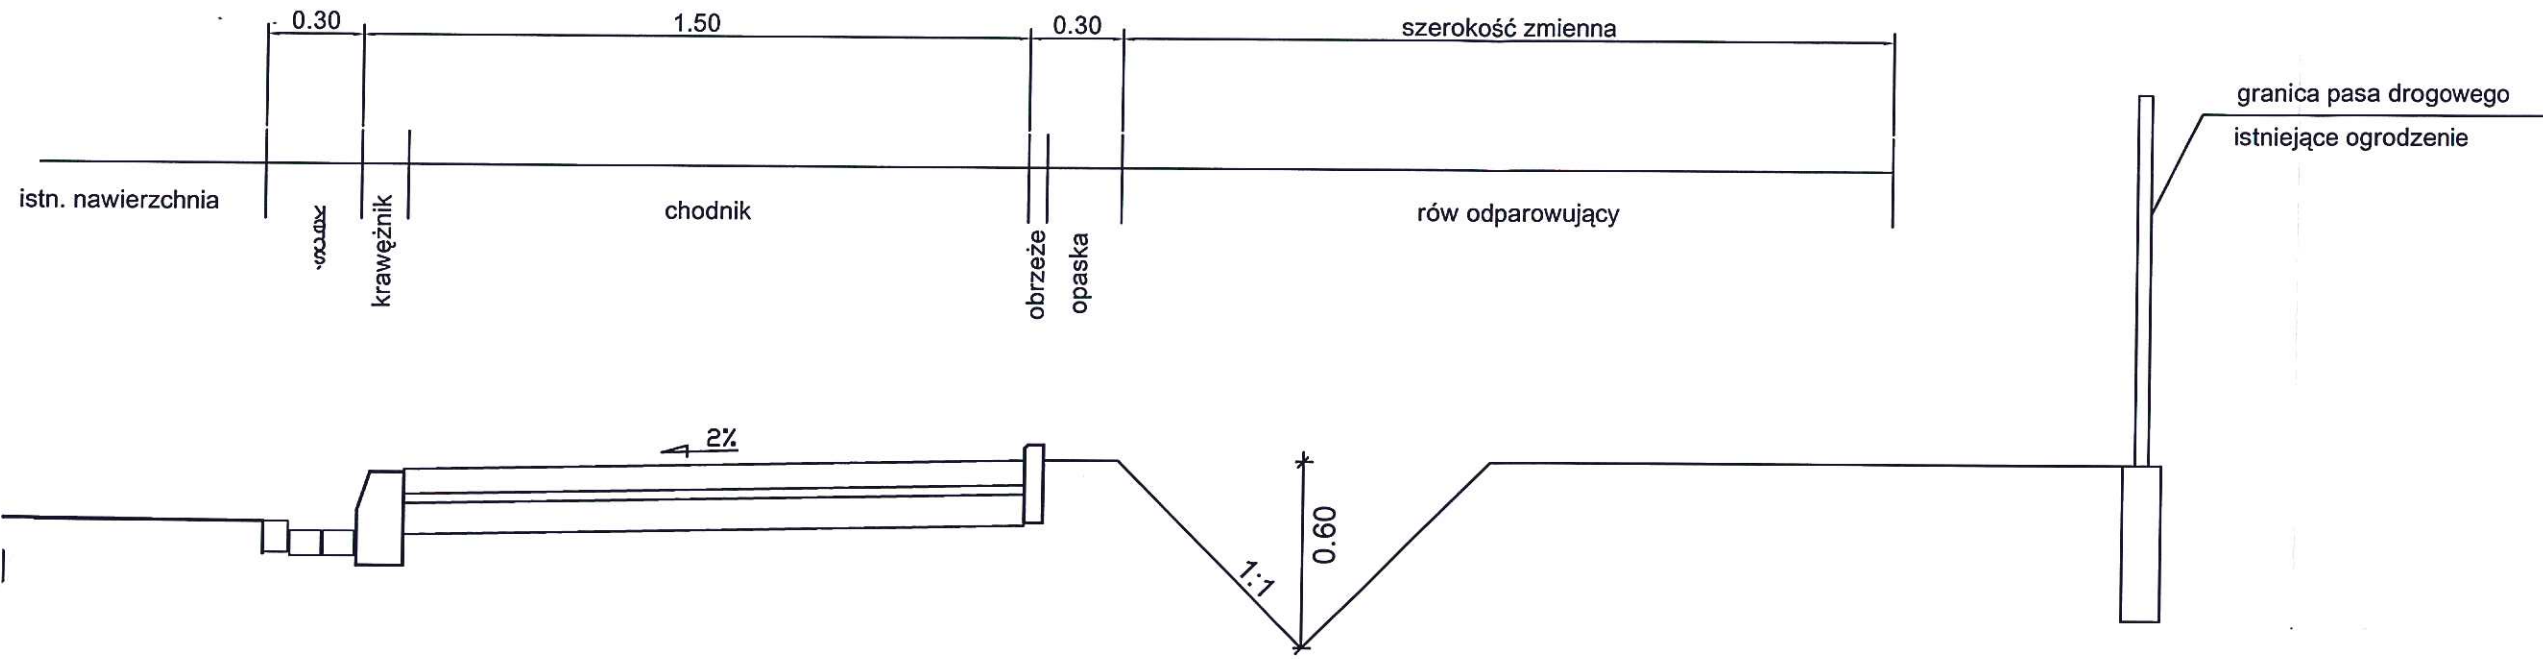 0.30
1.50
0.30
szerokość zmienna
granica pasa drogowego
istniejące ogrodzenie
istn. nawierzchnia
ściek
krawężnik
chodnik
obrzeże
opaska
rów odparowujący
2%
1:1
0.60